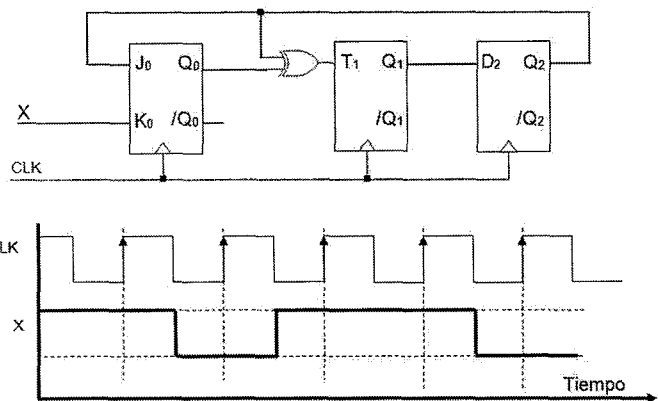 J0 Q0
T1 Q1
D2 Q2
X
K0 /Q0
/Q1
/Q2
CLK
LK
X
Tiempo